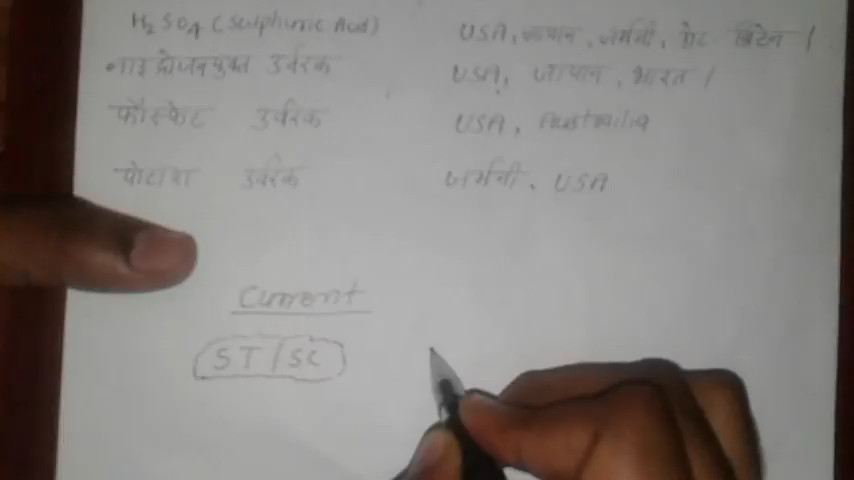 H₂SO₄ (Sulphuric Acid) USA, जापान, जर्मनी, ग्रेट ब्रिटेन।
नाइट्रोजनयुक्त उर्वरक USA, जापान, भारत।
फॉस्फेट उर्वरक USA, Australia
पोटाश उर्वरक जर्मनी, USA
Current
ST/SC